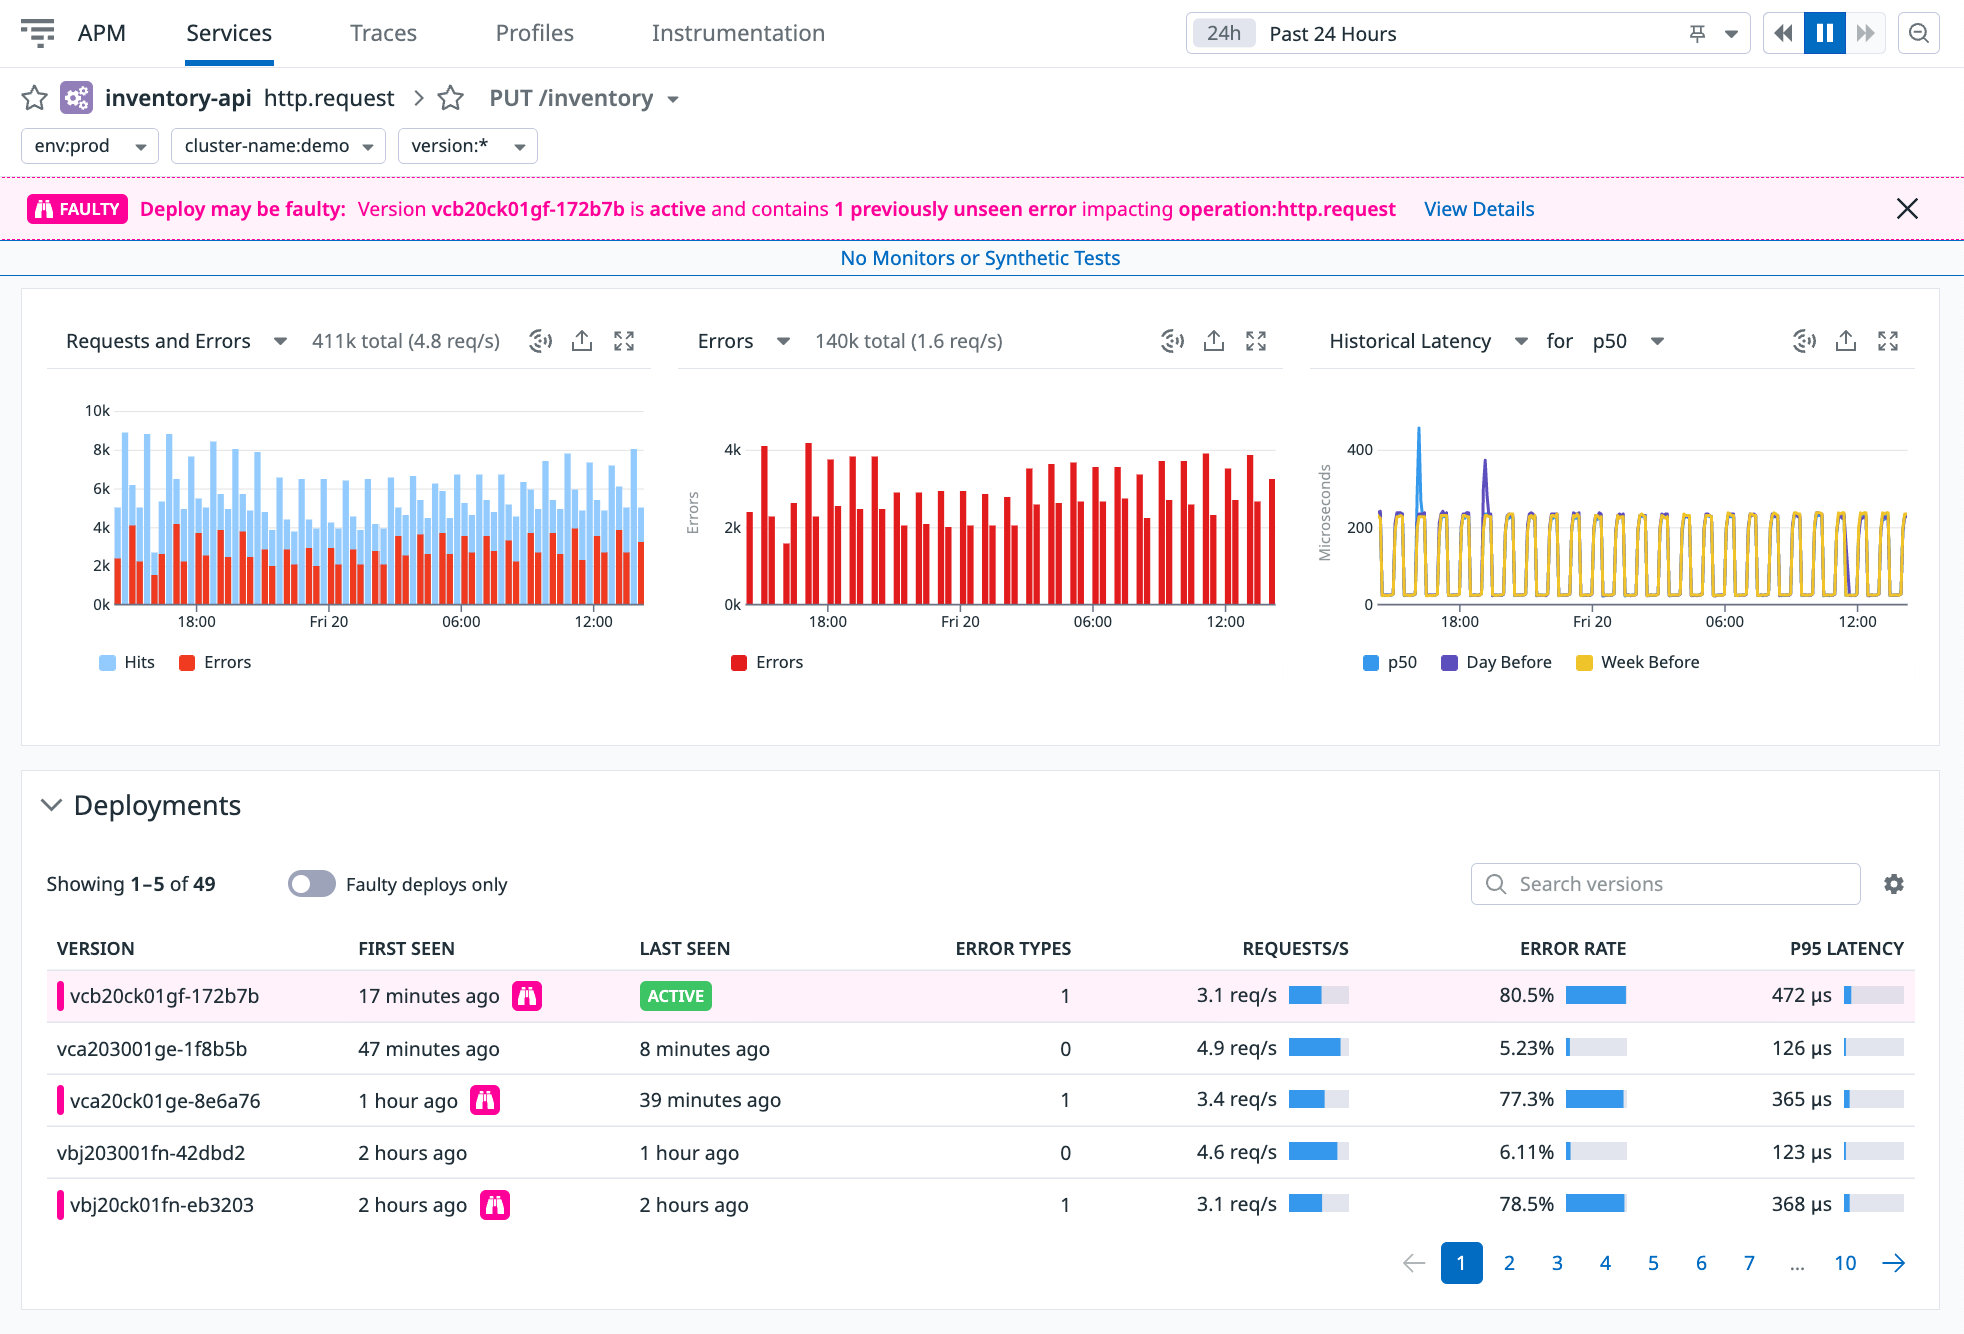 APM Services Traces Profiles Instrumentation 24h Past 24 Hours
inventory-api http.request PUT /inventory
env:prod cluster-name:demo version:*
FAULTY Deploy may be faulty: Version vcb20ck01gf-172b7b is active and contains 1 previously unseen error impacting operation:http.request View Details
No Monitors or Synthetic Tests
Requests and Errors 411k total (4.8 req/s)
10k
8k
6k
4k
2k
0k
18:00 Fri 20 06:00 12:00
Hits Errors
Errors 140k total (1.6 req/s)
Errors
4k
2k
0k
18:00 Fri 20 06:00 12:00
Errors
Historical Latency for p50
Microseconds
400
200
0
18:00 Fri 20 06:00 12:00
p50 Day Before Week Before
Deployments
Showing 1–5 of 49 Faulty deploys only Search versions
VERSION FIRST SEEN LAST SEEN ERROR TYPES REQUESTS/S ERROR RATE P95 LATENCY
vcb20ck01gf-172b7b 17 minutes ago ACTIVE 1 3.1 req/s 80.5% 472 µs
vca203001ge-1f8b5b 47 minutes ago 8 minutes ago 0 4.9 req/s 5.23% 126 µs
vca20ck01ge-8e6a76 1 hour ago 39 minutes ago 1 3.4 req/s 77.3% 365 µs
vbj203001fn-42dbd2 2 hours ago 1 hour ago 0 4.6 req/s 6.11% 123 µs
vbj20ck01fn-eb3203 2 hours ago 2 hours ago 1 3.1 req/s 78.5% 368 µs
1 2 3 4 5 6 7 ... 10